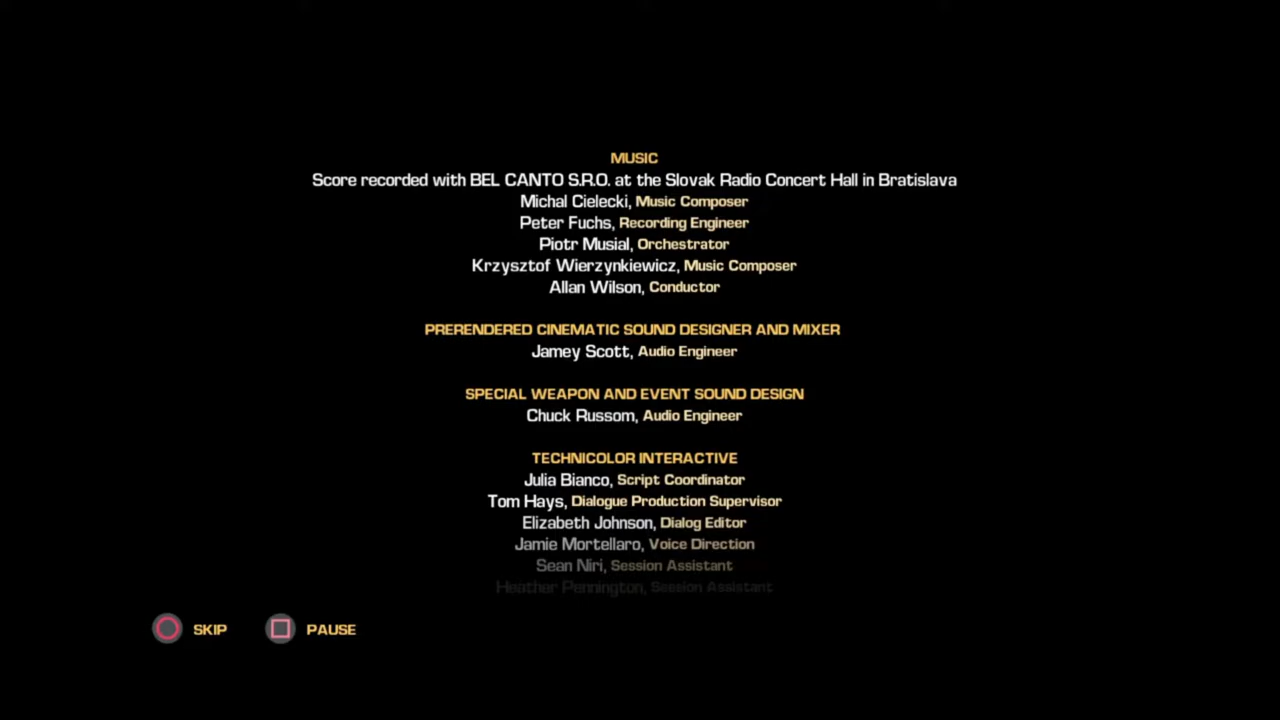 MUSIC
Score recorded with BEL CANTO S.R.O. at the Slovak Radio Concert Hall in Bratislava
Michal Cielecki, Music Composer
Peter Fuchs, Recording Engineer
Piotr Musial, Orchestrator
Krzysztof Wierzynkiewicz, Music Composer
Allan Wilson, Conductor
PRERENDERED CINEMATIC SOUND DESIGNER AND MIXER
Jamey Scott, Audio Engineer
SPECIAL WEAPON AND EVENT SOUND DESIGN
Chuck Russom, Audio Engineer
TECHNICOLOR INTERACTIVE
Julia Bianco, Script Coordinator
Tom Hays, Dialogue Production Supervisor
Elizabeth Johnson, Dialog Editor
Jamie Mortellaro, Voice Direction
Sean Niri, Session Assistant
Heather Pennington, Session Assistant
SKIP PAUSE